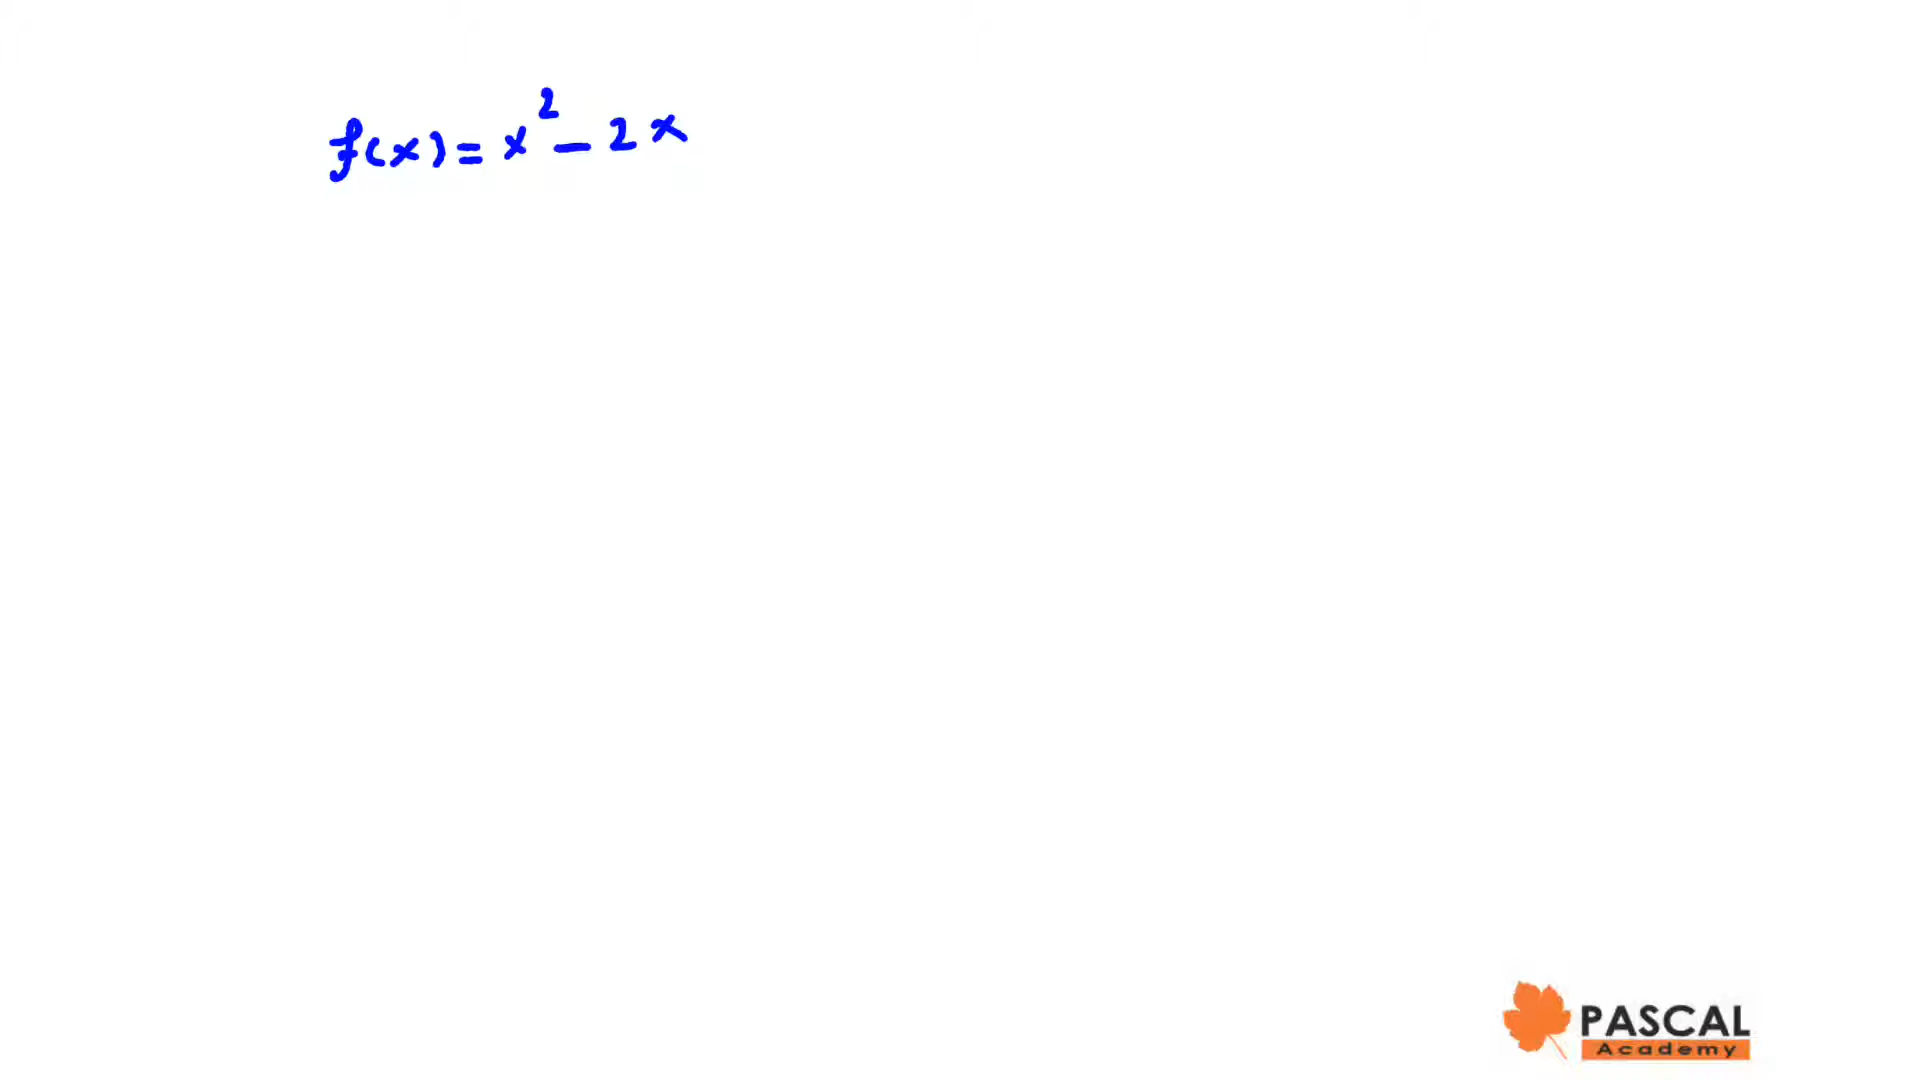 f(x) = x² - 2x
PASCAL
Academy